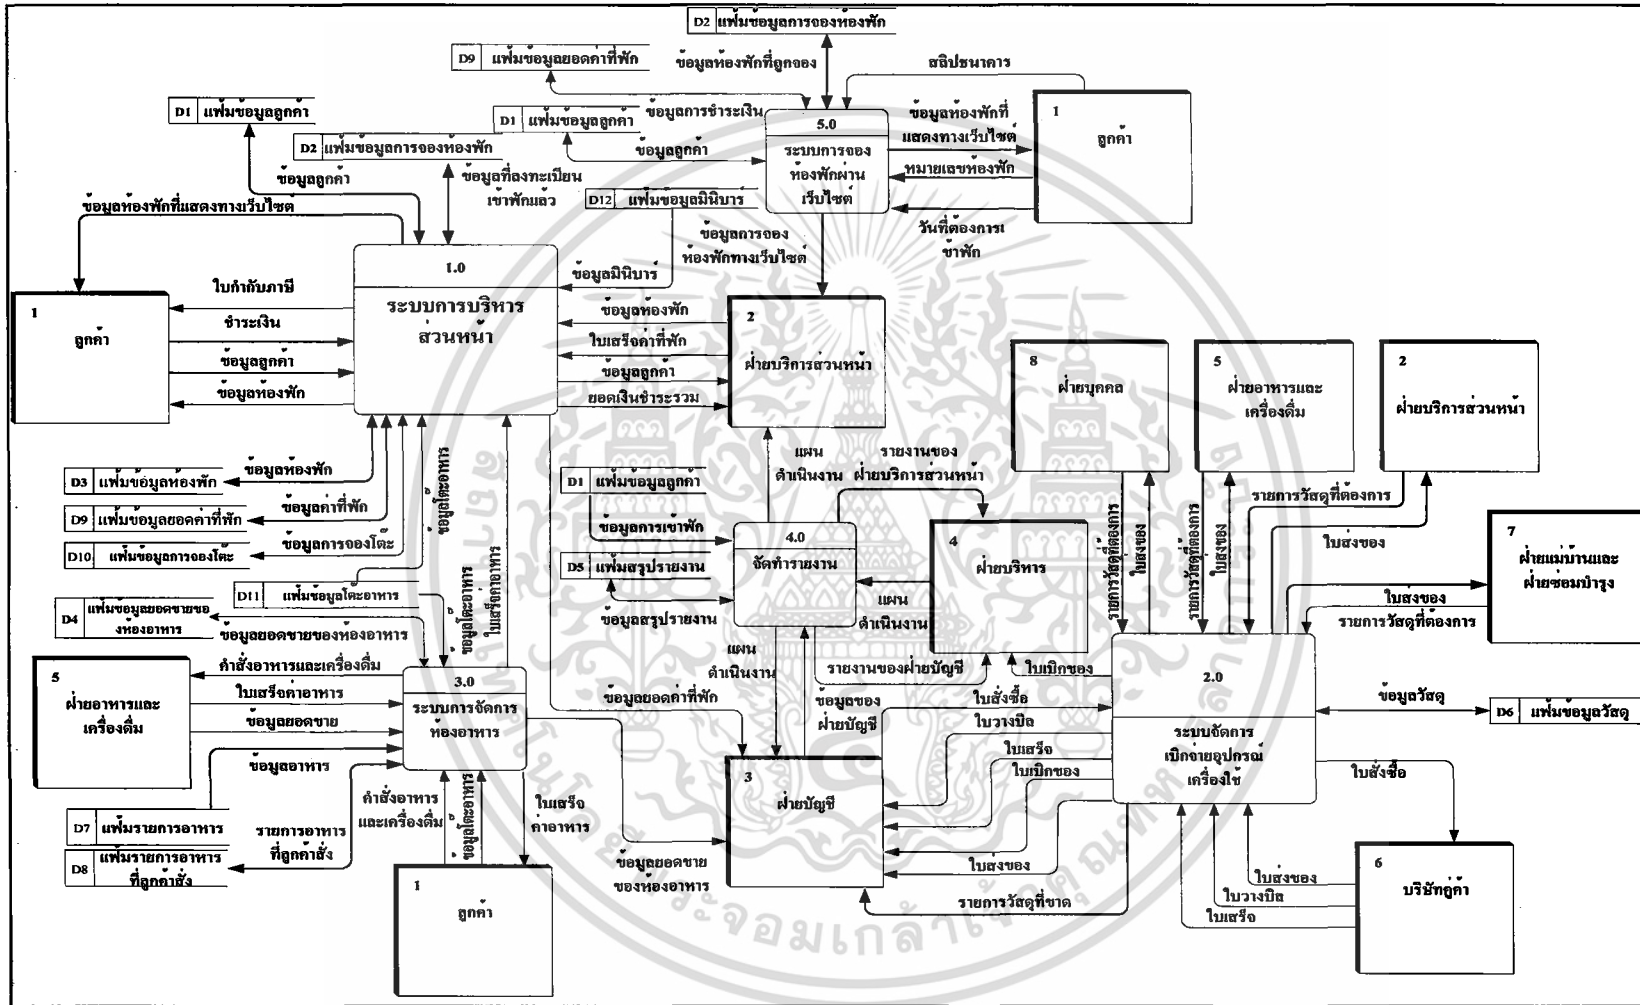 D2 แฟ้มข้อมูลการจองห้องพัก
D9 แฟ้มข้อมูลยอดค่าที่พัก
ข้อมูลห้องพักที่ถูกจอง
สลิปธนาคาร
D1 แฟ้มข้อมูลลูกค้า
D1 แฟ้มข้อมูลลูกค้า
ข้อมูลการชำระเงิน
5.0
ระบบการจอง
ห้องพักผ่าน
เว็บไซต์
ข้อมูลห้องพักที่
แสดงทางเว็บไซต์
หมายเลขห้องพัก
วันที่ต้องการเ
ข้าพัก
1
ลูกค้า
D2 แฟ้มข้อมูลการจองห้องพัก
ข้อมูลลูกค้า
ข้อมูลลูกค้า
ข้อมูลที่ลงทะเบียน
เข้าพักแล้ว
D12 แฟ้มข้อมูลมินิบาร์
ข้อมูลห้องพักที่แสดงทางเว็บไซต์
ข้อมูลการจอง
ห้องพักทางเว็บไซต์
ข้อมูลมินิบาร์
1.0
ระบบการบริหาร
ส่วนหน้า
1
ลูกค้า
ใบกำกับภาษี
ชำระเงิน
ข้อมูลลูกค้า
ข้อมูลห้องพัก
ข้อมูลห้องพัก
ใบเสร็จค่าที่พัก
ข้อมูลลูกค้า
ยอดเงินชำระรวม
2
ฝ่ายบริการส่วนหน้า
8
ฝ่ายบุคคล
5
ฝ่ายอาหารและ
เครื่องดื่ม
2
ฝ่ายบริการส่วนหน้า
D3 แฟ้มข้อมูลห้องพัก
ข้อมูลห้องพัก
D9 แฟ้มข้อมูลยอดค่าที่พัก
ข้อมูลค่าที่พัก
D10 แฟ้มข้อมูลการจองโต๊ะ
ข้อมูลการจองโต๊ะ
ข้อมูลโต๊ะอาหาร
D11 แฟ้มข้อมูลโต๊ะอาหาร
ข้อมูลโต๊ะอาหาร
ใบเสร็จค่าอาหาร
D4 แฟ้มข้อมูลยอดขายขอ
งห้องอาหาร
ข้อมูลยอดขายของห้องอาหาร
D1 แฟ้มข้อมูลลูกค้า
ข้อมูลการเข้าพัก
D5 แฟ้มสรุปรายงาน
ข้อมูลสรุปรายงาน
แผน
ดำเนินงาน
รายงานของ
ฝ่ายบริการส่วนหน้า
4.0
จัดทำรายงาน
4
ฝ่ายบริหาร
แผน
ดำเนินงาน
แผน
ดำเนินงาน
รายงานของฝ่ายบัญชี
ข้อมูลของ
ฝ่ายบัญชี
รายการวัสดุที่ต้องการ
ใบส่งของ
รายการวัสดุที่ต้องการ
ใบส่งของ
รายการวัสดุที่ต้องการ
ใบส่งของ
7
ฝ่ายแม่บ้านและ
ฝ่ายซ่อมบำรุง
ใบส่งของ
รายการวัสดุที่ต้องการ
5
ฝ่ายอาหารและ
เครื่องดื่ม
คำสั่งอาหารและเครื่องดื่ม
ใบเสร็จค่าอาหาร
ข้อมูลยอดขาย
ข้อมูลอาหาร
3.0
ระบบการจัดการ
ห้องอาหาร
ข้อมูลยอดค่าที่พัก
ใบเบิกของ
ใบสั่งซื้อ
ใบวางบิล
ใบเสร็จ
ใบเบิกของ
2.0
ระบบจัดการ
เบิกจ่ายอุปกรณ์
เครื่องใช้
ข้อมูลวัสดุ
D6 แฟ้มข้อมูลวัสดุ
ใบสั่งซื้อ
3
ฝ่ายบัญชี
D7 แฟ้มรายการอาหาร
D8 แฟ้มรายการอาหาร
ที่ลูกค้าสั่ง
รายการอาหาร
ที่ลูกค้าสั่ง
คำสั่งอาหาร
และเครื่องดื่ม
ข้อมูลโต๊ะอาหาร
ใบเสร็จ
ค่าอาหาร
ข้อมูลยอดขาย
ของห้องอาหาร
ใบส่งของ
รายการวัสดุที่ขาด
1
ลูกค้า
6
บริษัทคู่ค้า
ใบส่งของ
ใบวางบิล
ใบเสร็จ